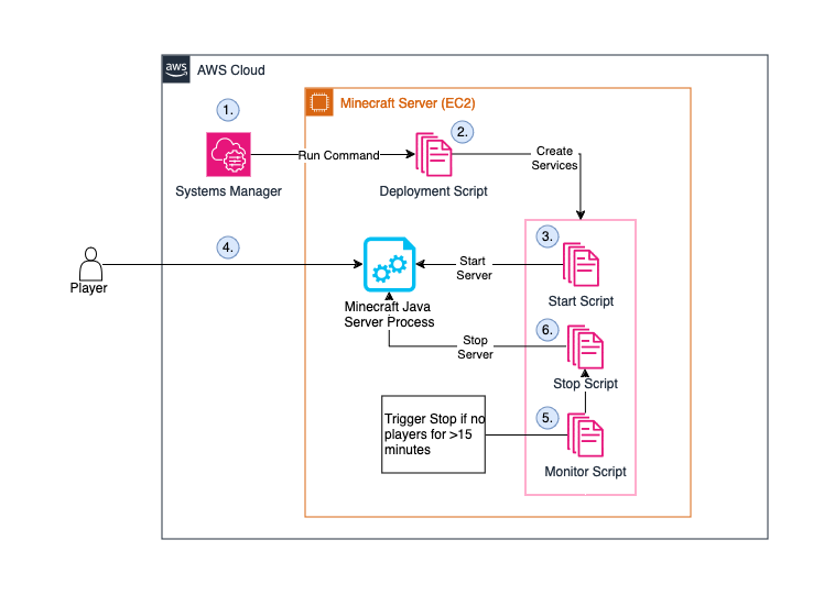 aws
AWS Cloud
1.
Minecraft Server (EC2)
2.
Run Command
Create
Services
Systems Manager
Deployment Script
3.
4.
Start
Server
Player
Start Script
Minecraft Java
Server Process
6.
Stop
Server
Stop Script
5.
Trigger Stop if no
players for >15
minutes
Monitor Script